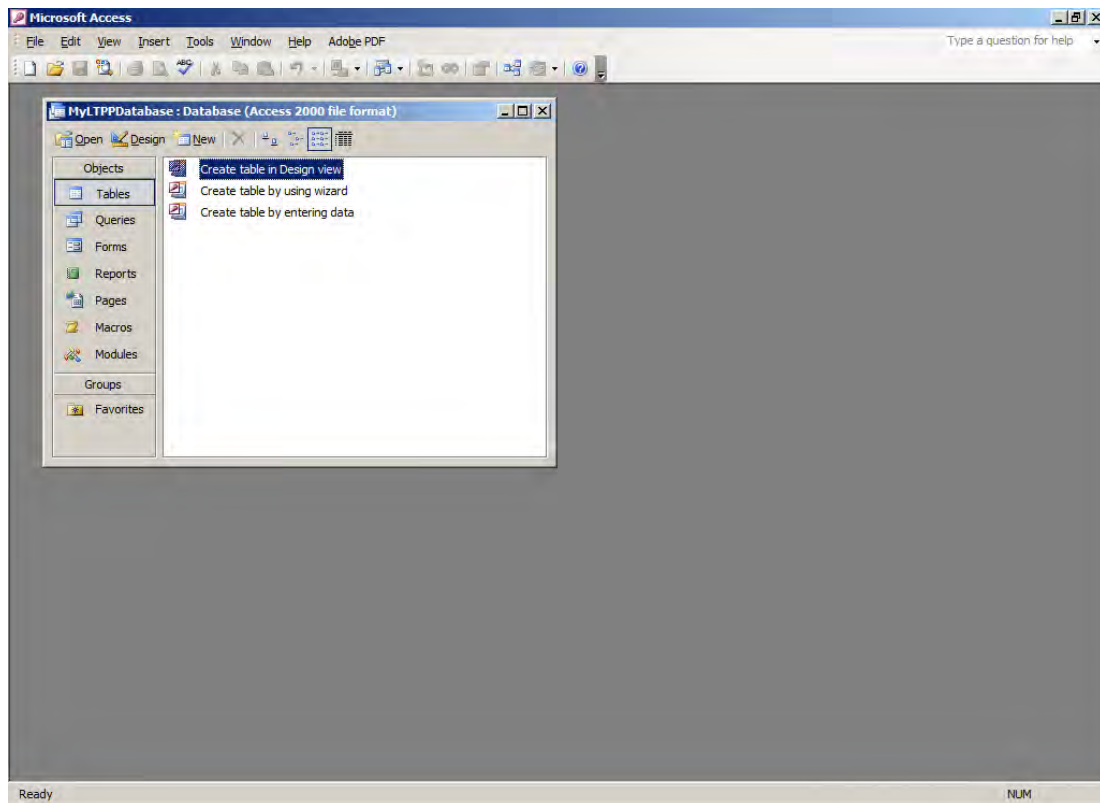 Microsoft Access
File Edit View Insert Tools Window Help Adobe PDF Type a question for help
ABC
MyLTPPDatabase : Database (Access 2000 file format)
Open Design New
Objects
Tables
Queries
Forms
Reports
Pages
Macros
Modules
Groups
Favorites
Create table in Design view
Create table by using wizard
Create table by entering data
Ready NUM